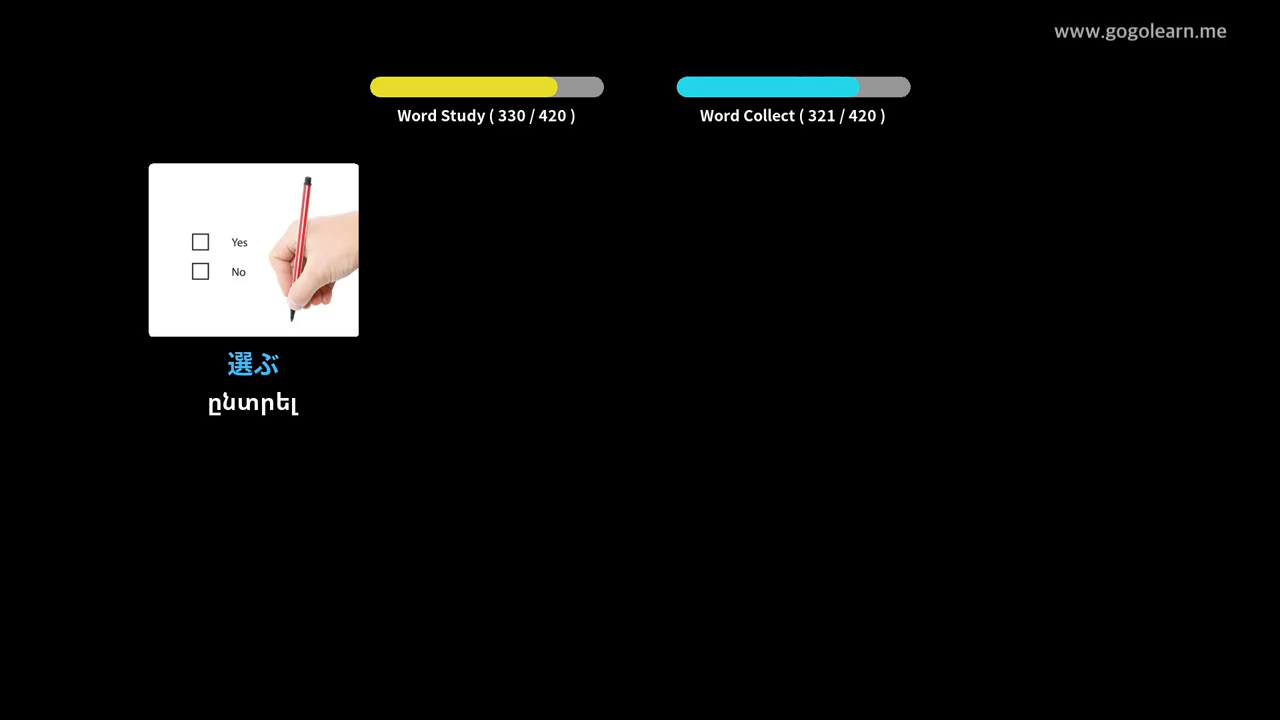 www.gogolearn.me
Word Study ( 330 / 420 )
Word Collect ( 321 / 420 )
Yes
No
選ぶ
ընտրել